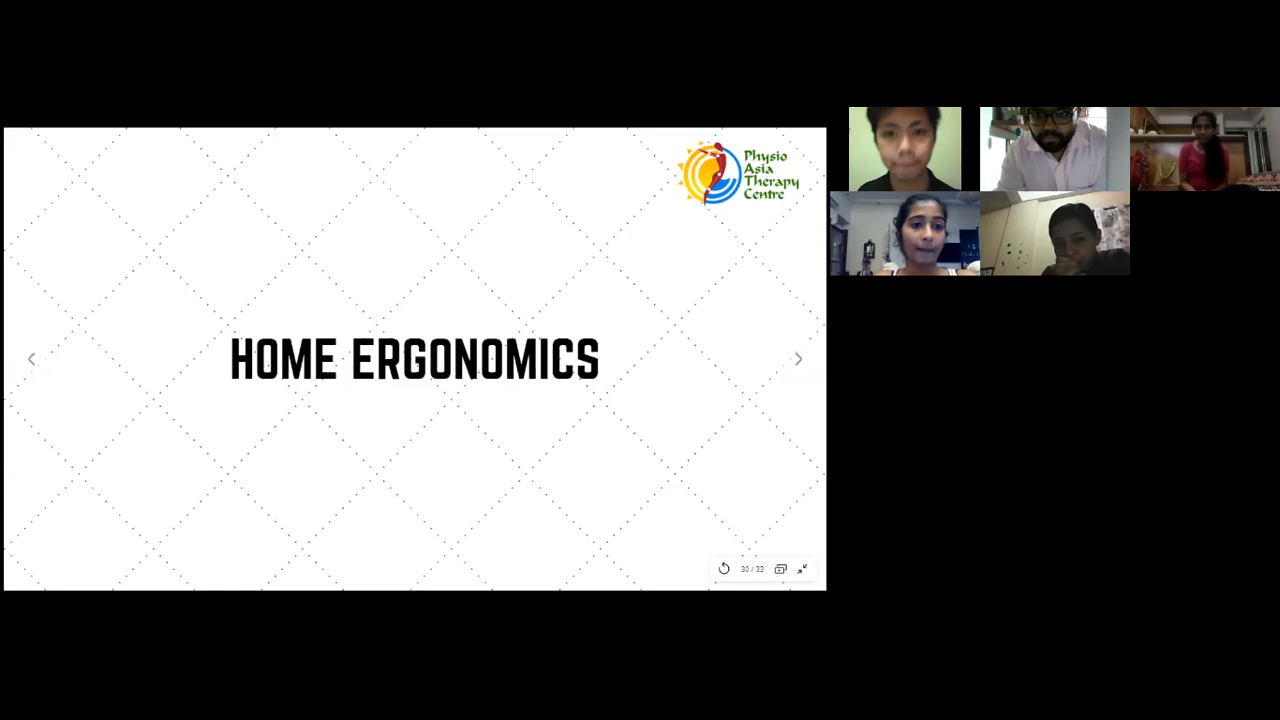 Physio
Asia
Therapy
Centre
HOME ERGONOMICS
30 / 33